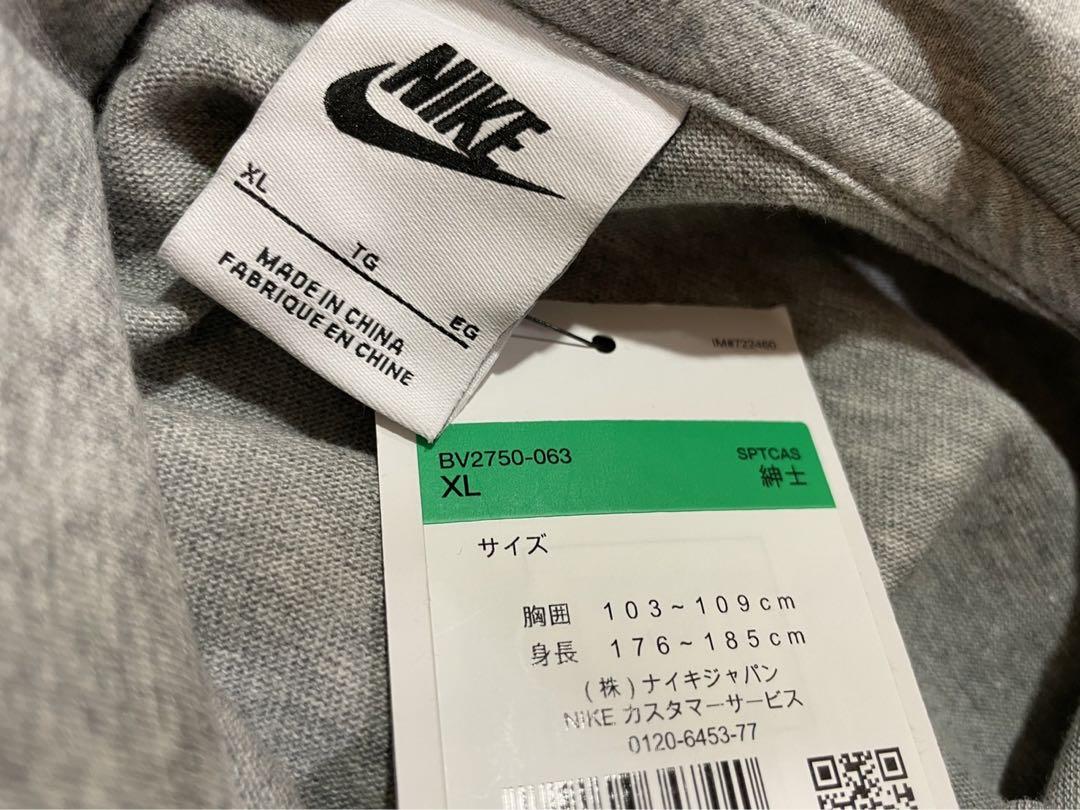 NIKE
XL
TG
EG
MADE IN CHINA
FABRIQUE EN CHINE
IM#722460
BV2750-063
XL
SPTCAS
紳士
サイズ
胸囲 103~109cm
身長 176~185cm
(株)ナイキジャパン
NIKE カスタマーサービス
0120-6453-77